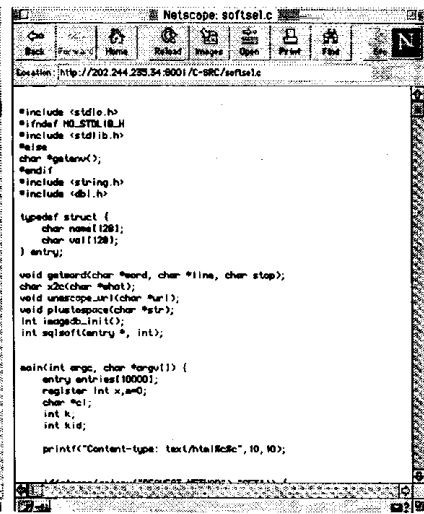 Netscape: softsel.c
Back Forward Home Reload Images Open Print Find N
Location: http://202.244.235.34:9001/C-SRC/softsel.c
#include <stdio.h>
#ifndef NO_STDLIB_H
#include <stdlib.h>
#else
char *getenv();
#endif
#include <string.h>
#include <dbl.h>
typedef struct {
char name[128];
char val[128];
} entry;
void getword(char *word, char *line, char stop);
char x2c(char *what);
void unescape_url(char *url);
void plustospace(char *str);
int imagedb_init();
int sqlsoft(entry *, int);
main(int argc, char *argv[]) {
entry entries[10000];
register int x,m=0;
char *cl;
int k;
int kid;
printf("Content-type: text/html%c%c",10,10);